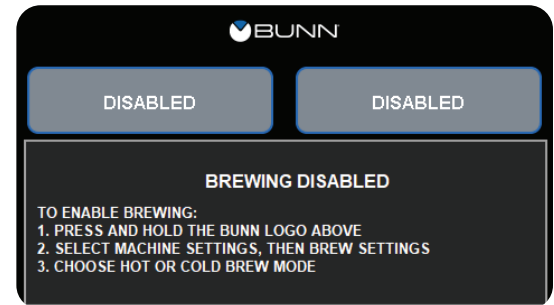 BUNN
DISABLED DISABLED
BREWING DISABLED
TO ENABLE BREWING:
1. PRESS AND HOLD THE BUNN LOGO ABOVE
2. SELECT MACHINE SETTINGS, THEN BREW SETTINGS
3. CHOOSE HOT OR COLD BREW MODE